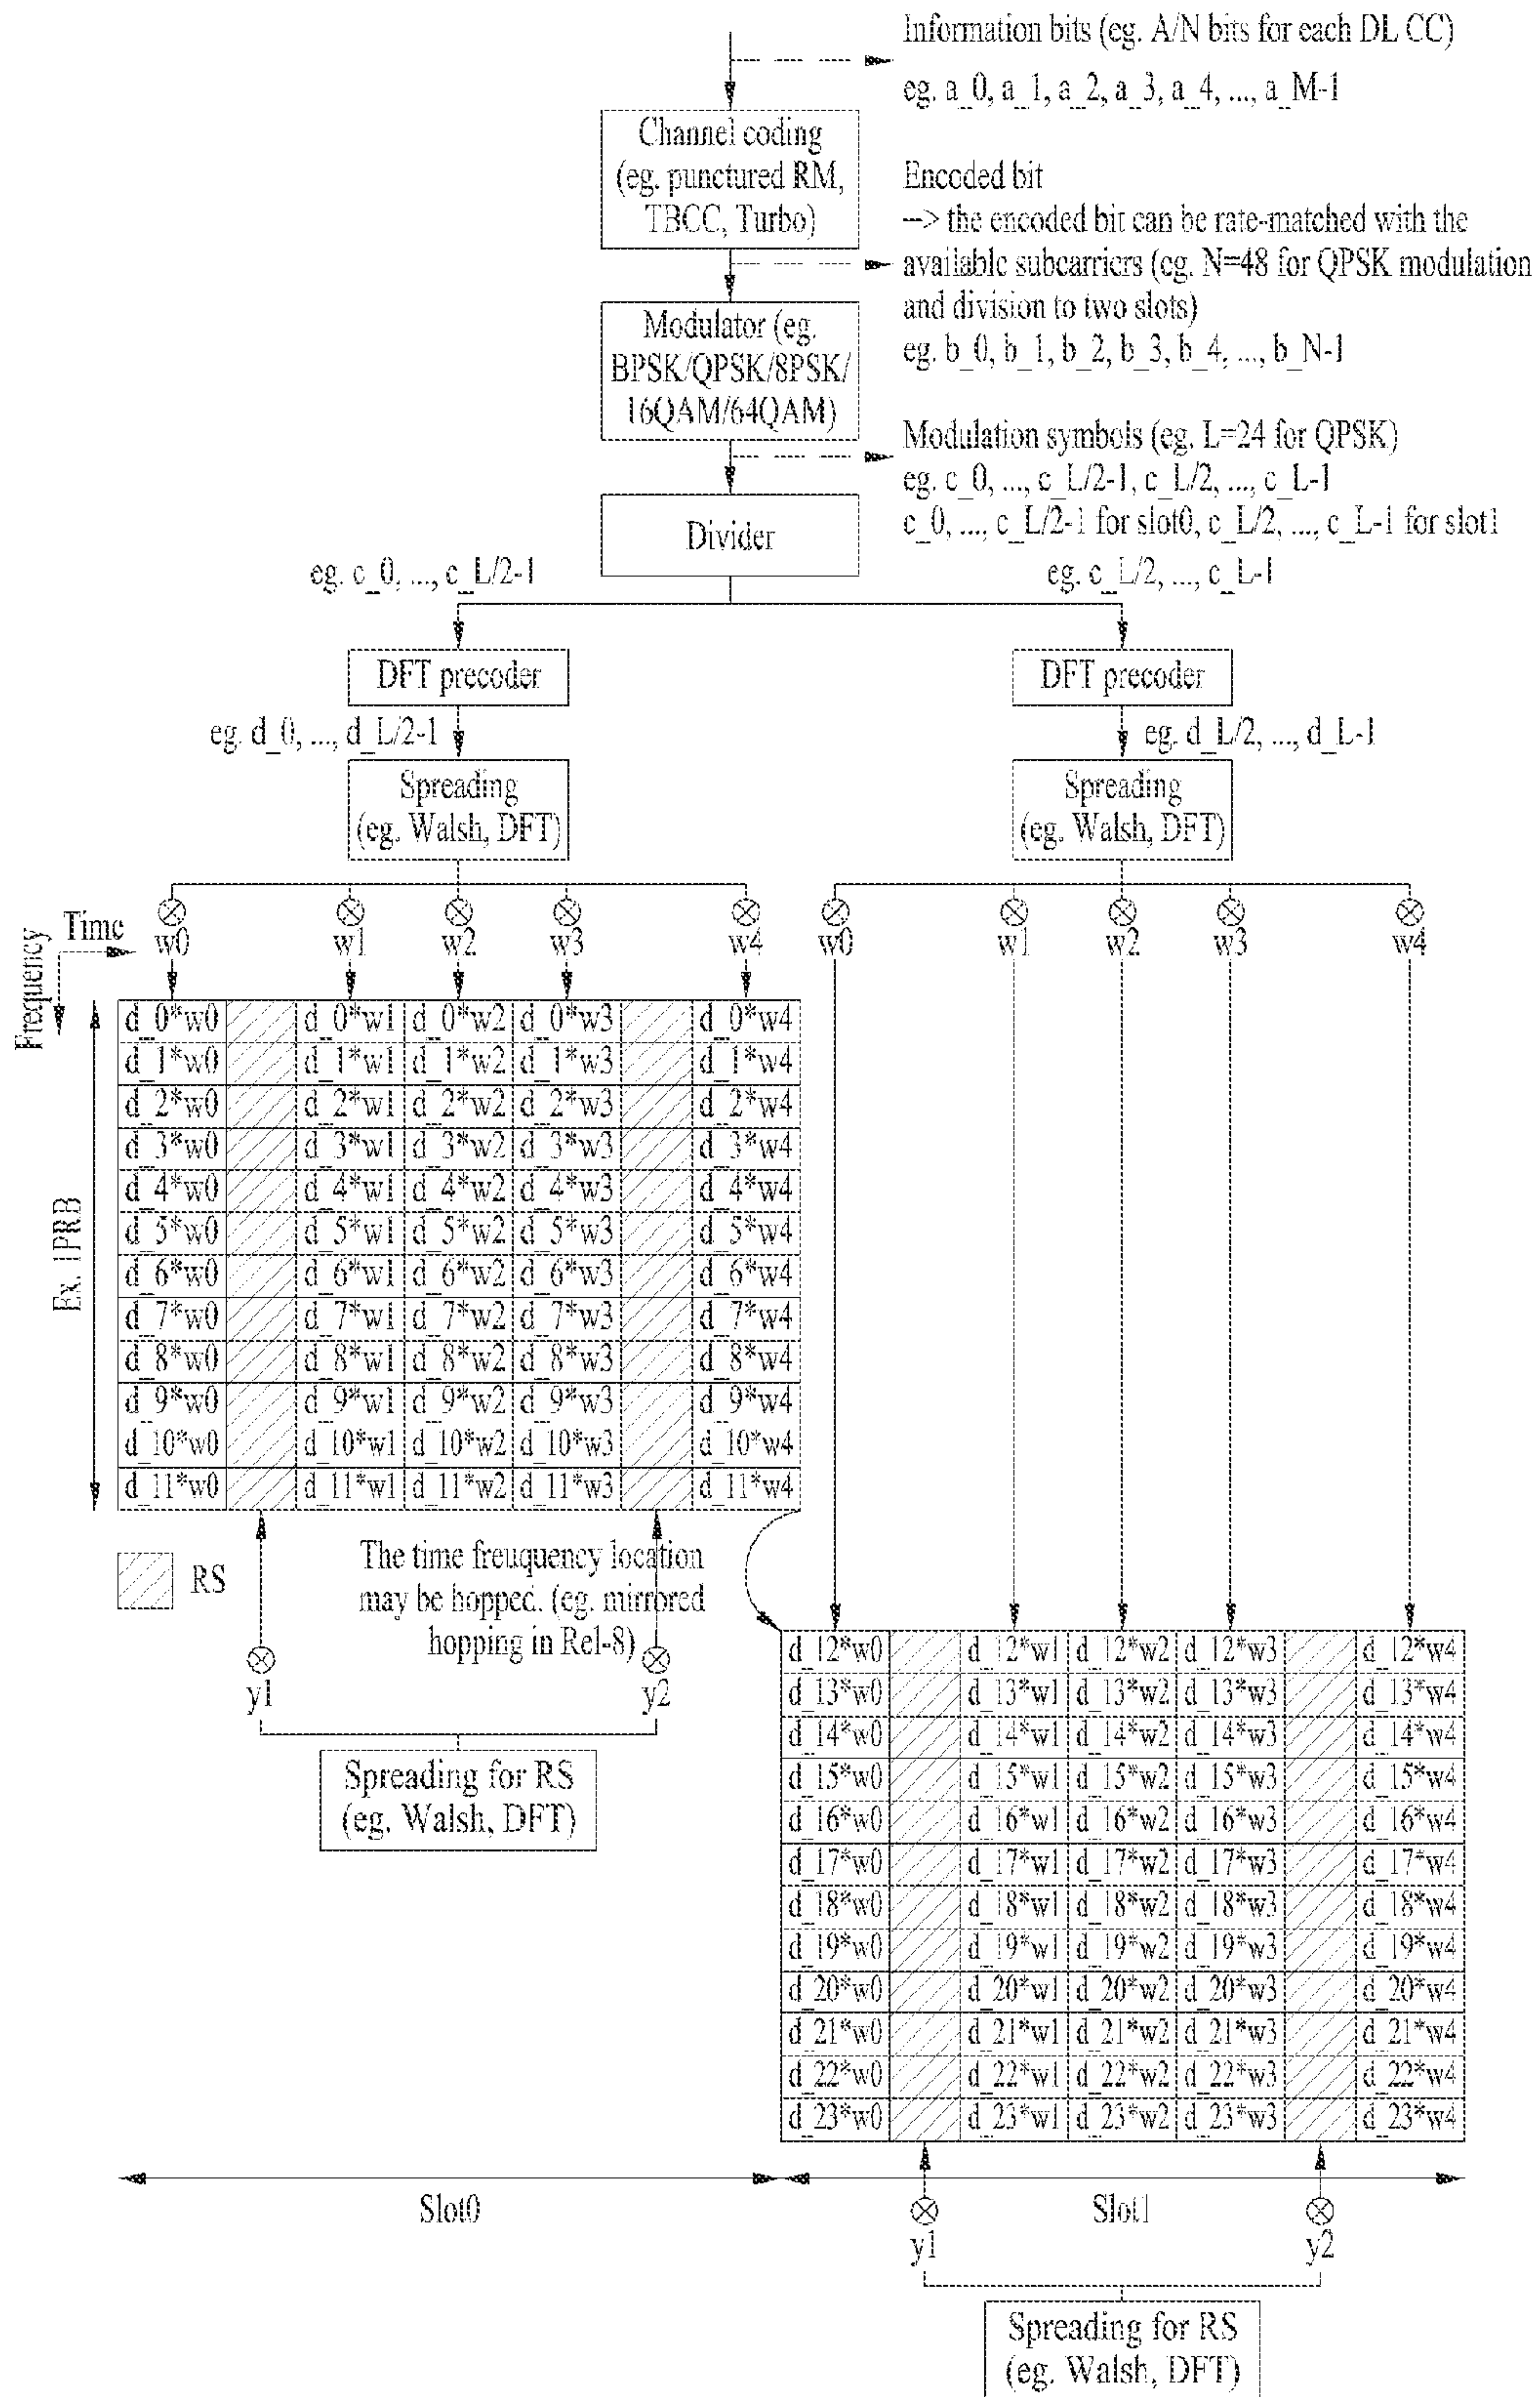 Information bits (eg. A/N bits for each DL CC)
eg. a_0, a_1, a_2, a_3, a_4, ..., a_M-1
Channel coding
(eg. punctured RM,
TBCC, Turbo)
Encoded bit
--> the encoded bit can be rate-matched with the
available subcarriers (eg. N=48 for QPSK modulation
and division to two slots)
eg. b_0, b_1, b_2, b_3, b_4, ..., b_N-1
Modulator (eg.
BPSK/QPSK/8PSK/
16QAM/64QAM)
Modulation symbols (eg. L=24 for QPSK)
eg. c_0, ..., c_L/2-1, c_L/2, ..., c_L-1
c_0, ..., c_L/2-1 for slot0, c_L/2, ..., c_L-1 for slot1
Divider
eg. c_0, ..., c_L/2-1
eg. c_L/2, ..., c_L-1
DFT precoder
DFT precoder
eg. d_0, ..., d_L/2-1
eg. d_L/2, ..., d_L-1
Spreading
(eg. Walsh, DFT)
Spreading
(eg. Walsh, DFT)
Time
Frequency
w0 w1 w2 w3 w4 w0 w1 w2 w3 w4
Ex. 1PRB
d_0*w0 d_0*w1 d_0*w2 d_0*w3 d_0*w4
d_1*w0 d_1*w1 d_1*w2 d_1*w3 d_1*w4
d_2*w0 d_2*w1 d_2*w2 d_2*w3 d_2*w4
d_3*w0 d_3*w1 d_3*w2 d_3*w3 d_3*w4
d_4*w0 d_4*w1 d_4*w2 d_4*w3 d_4*w4
d_5*w0 d_5*w1 d_5*w2 d_5*w3 d_5*w4
d_6*w0 d_6*w1 d_6*w2 d_6*w3 d_6*w4
d_7*w0 d_7*w1 d_7*w2 d_7*w3 d_7*w4
d_8*w0 d_8*w1 d_8*w2 d_8*w3 d_8*w4
d_9*w0 d_9*w1 d_9*w2 d_9*w3 d_9*w4
d_10*w0 d_10*w1 d_10*w2 d_10*w3 d_10*w4
d_11*w0 d_11*w1 d_11*w2 d_11*w3 d_11*w4
RS
The time freuquency location
may be hopped. (eg. mirrored
hopping in Rel-8)
y1 y2
Spreading for RS
(eg. Walsh, DFT)
d_12*w0 d_12*w1 d_12*w2 d_12*w3 d_12*w4
d_13*w0 d_13*w1 d_13*w2 d_13*w3 d_13*w4
d_14*w0 d_14*w1 d_14*w2 d_14*w3 d_14*w4
d_15*w0 d_15*w1 d_15*w2 d_15*w3 d_15*w4
d_16*w0 d_16*w1 d_16*w2 d_16*w3 d_16*w4
d_17*w0 d_17*w1 d_17*w2 d_17*w3 d_17*w4
d_18*w0 d_18*w1 d_18*w2 d_18*w3 d_18*w4
d_19*w0 d_19*w1 d_19*w2 d_19*w3 d_19*w4
d_20*w0 d_20*w1 d_20*w2 d_20*w3 d_20*w4
d_21*w0 d_21*w1 d_21*w2 d_21*w3 d_21*w4
d_22*w0 d_22*w1 d_22*w2 d_22*w3 d_22*w4
d_23*w0 d_23*w1 d_23*w2 d_23*w3 d_23*w4
Slot0
Slot1
y1 y2
Spreading for RS
(eg. Walsh, DFT)